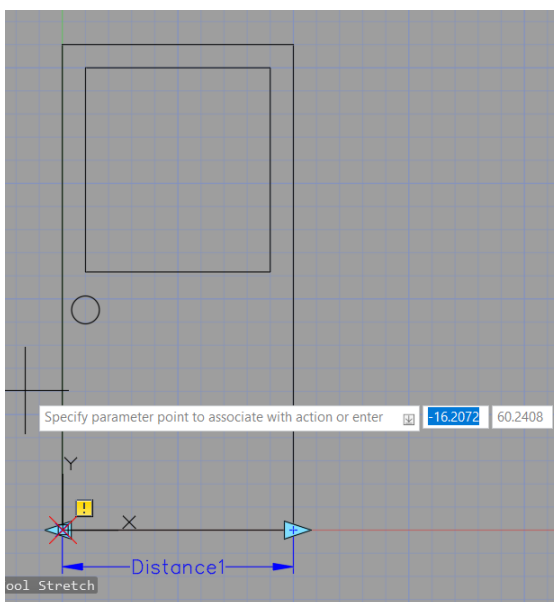 Specify parameter point to associate with action or enter -16.2072 60.2408
Y
!
X
Distance1
ool Stretch